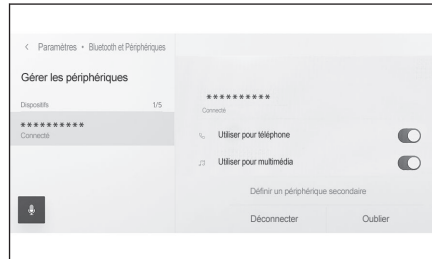 < Paramètres • Bluetooth et Périphériques
Gérer les périphériques
Dispositifs 1/5
**********
Connecté
**********
Connecté
Utiliser pour téléphone
Utiliser pour multimédia
Définir un périphérique secondaire
Déconnecter Oublier